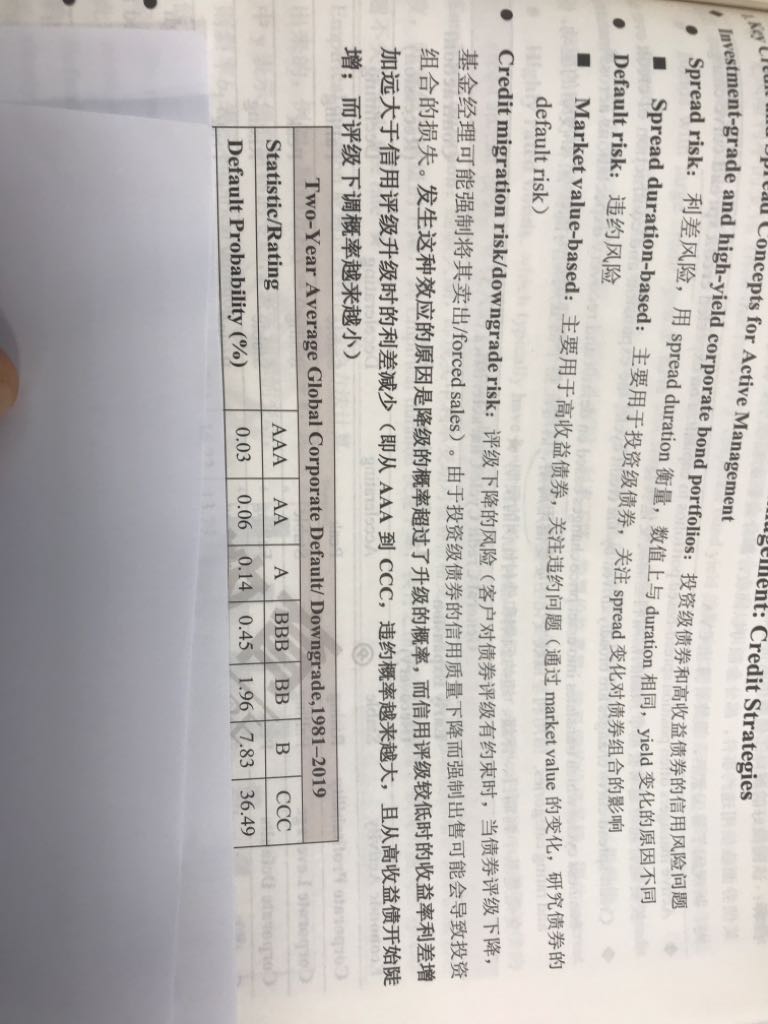 Concepts for Active Management: Credit Strategies
Investment-grade and high-yield corporate bond portfolios: 投资级债券和高收益债券的信用风险问题
● Spread risk: 利差风险, 用 spread duration 衡量, 数值上与 duration 相同, yield 变化的原因不同
■ Spread duration-based: 主要用于投资级债券, 关注 spread 变化对债券组合的影响
● Default risk: 违约风险
■ Market value-based: 主要用于高收益债券, 关注违约问题 (通过 market value 的变化, 研究债券的
default risk)
● Credit migration risk/downgrade risk: 评级下降的风险 (客户对债券评级有约束时, 当债券评级下降,
基金经理可能强制将其卖出/forced sales)。由于投资级债券的信用质量下降而强制出售可能会导致投资
组合的损失。发生这种效应的原因是降级的概率超过了升级的概率, 而信用评级较低时的收益率利差增
加远大于信用评级升级时的利差减少 (即从 AAA 到 CCC, 违约概率越来越大, 且从高收益债开始陡
增; 而评级下调概率越来越小)
Two-Year Average Global Corporate Default/ Downgrade,1981–2019
Statistic/Rating AAA AA A BBB BB B CCC
Default Probability (%) 0.03 0.06 0.14 0.45 1.96 7.83 36.49